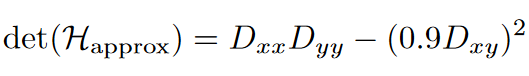 det(ℋ_approx) = D_xx D_yy − (0.9D_xy)²